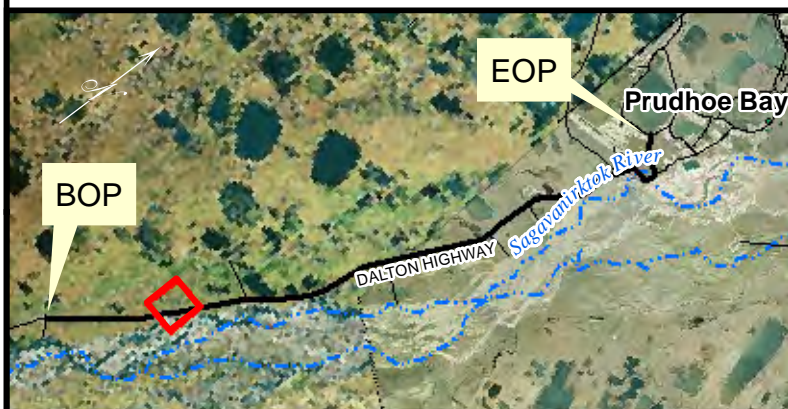 EOP
Prudhoe Bay
BOP
Sagavanirktok River
DALTON HIGHWAY